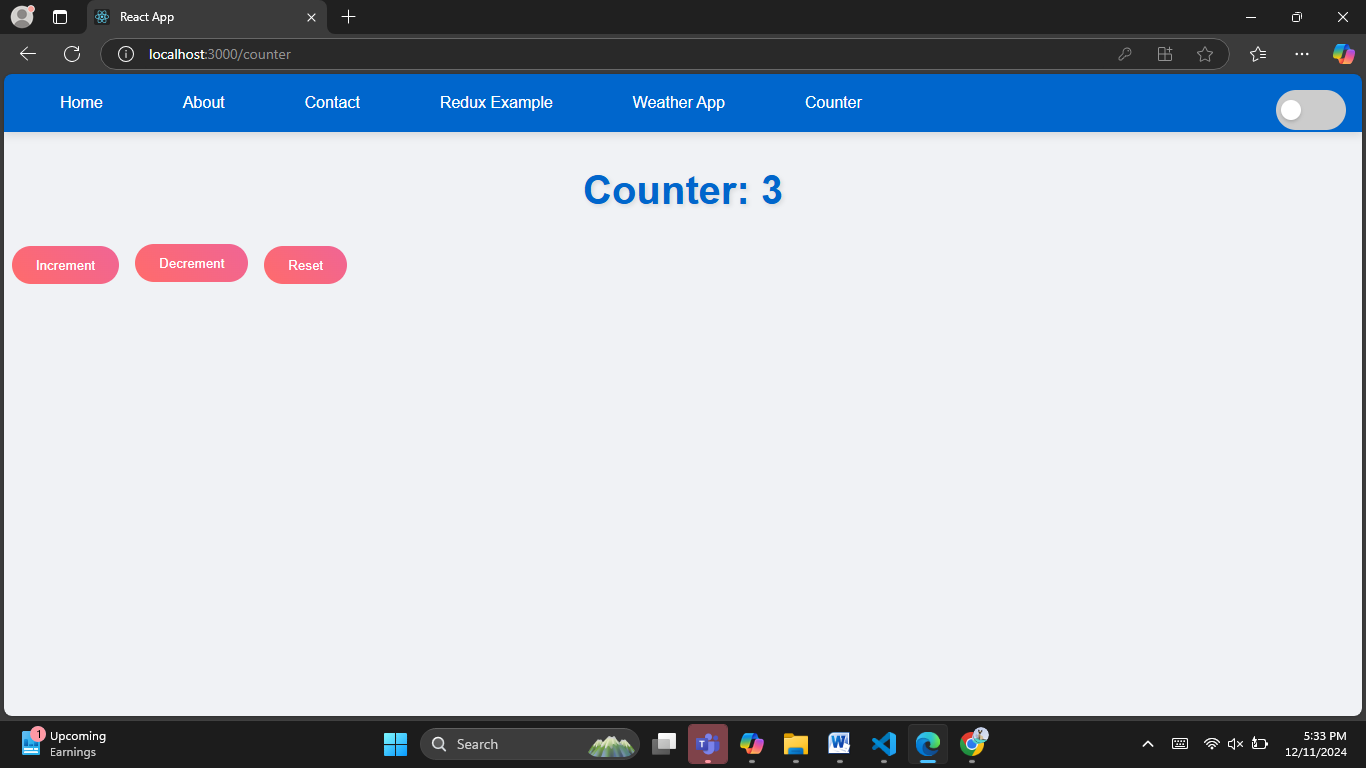 React App
localhost:3000/counter
Home About Contact Redux Example Weather App Counter
Counter: 3
Increment Decrement Reset
1
Upcoming
Earnings
Search
5:33 PM
12/11/2024